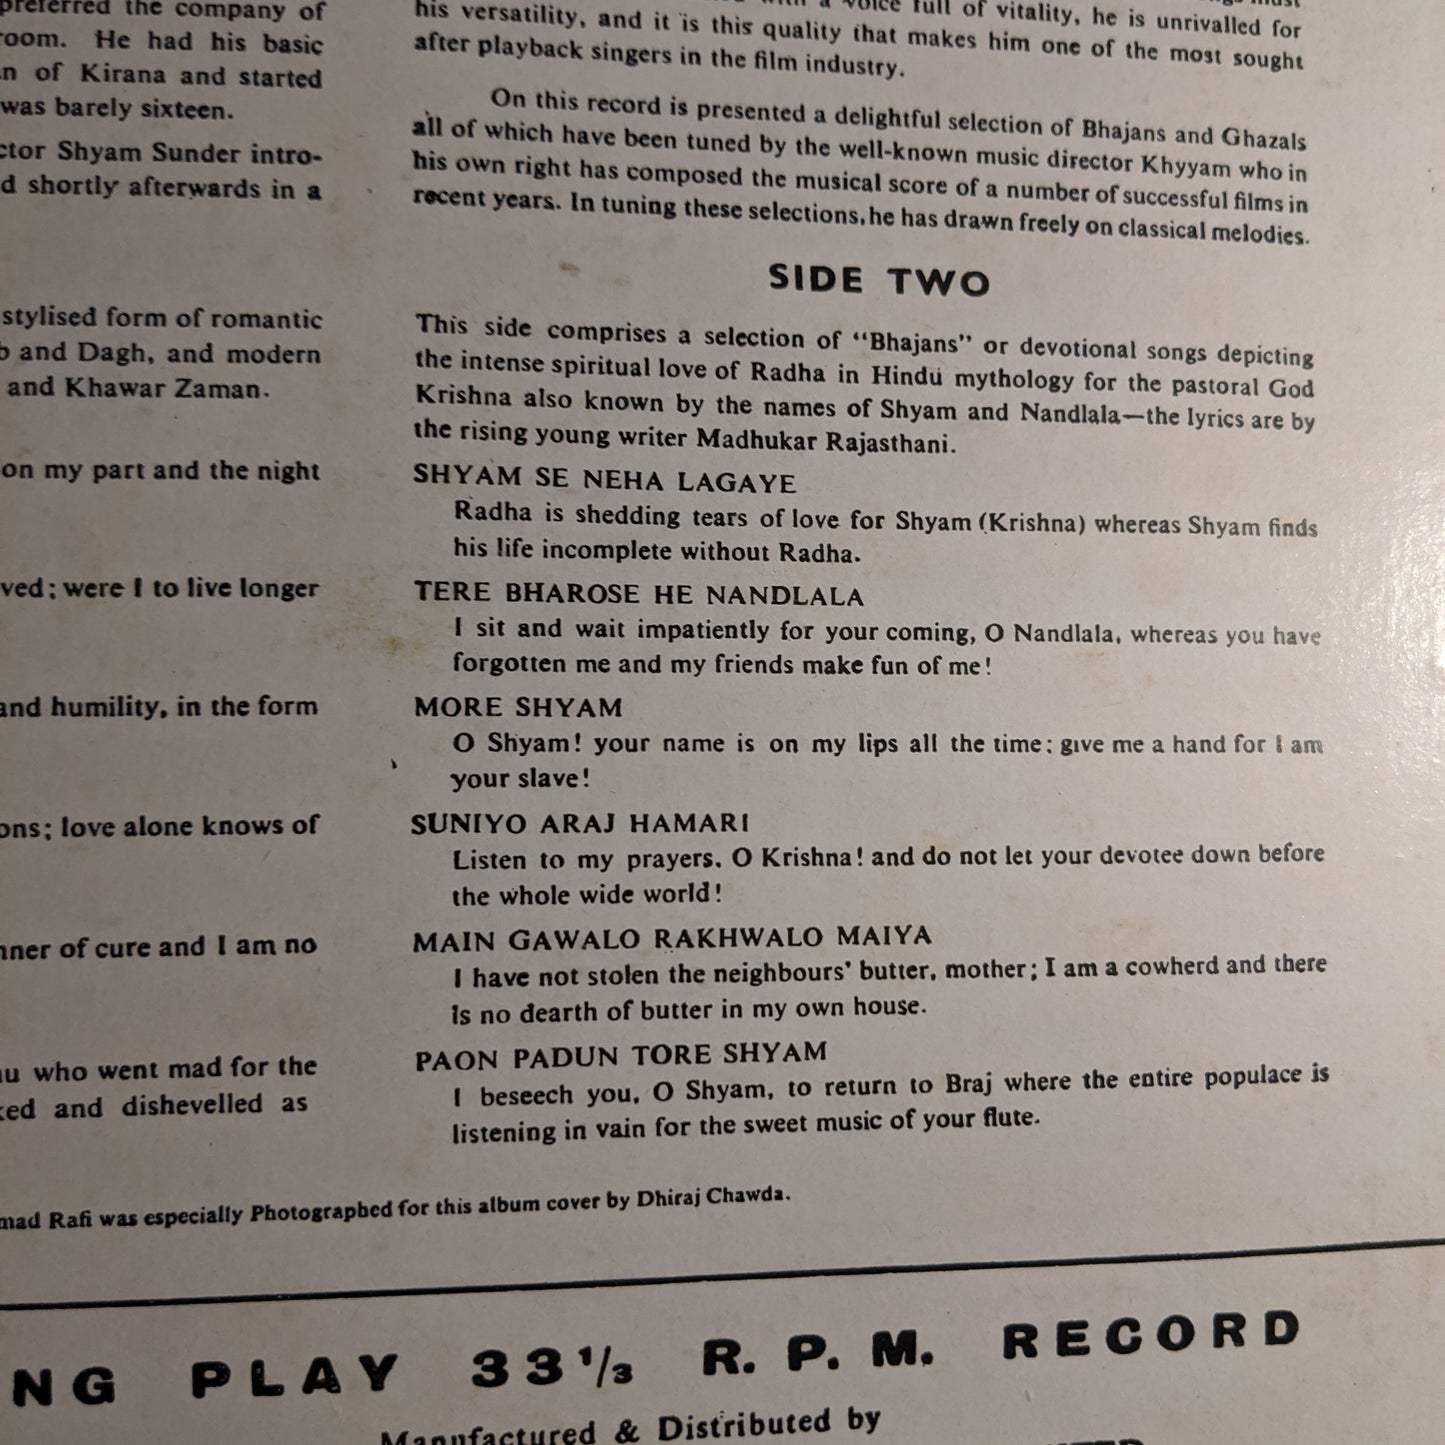 preferred the company of
room. He had his basic
n of Kirana and started
was barely sixteen.
ctor Shyam Sunder intro-
d shortly afterwards in a
stylised form of romantic
b and Dagh, and modern
and Khawar Zaman.
on my part and the night
ved; were I to live longer
and humility, in the form
ons; love alone knows of
nner of cure and I am no
u who went mad for the
ked and dishevelled as
a voice full of vitality, he is unrivalled for
his versatility, and it is this quality that makes him one of the most sought
after playback singers in the film industry.
On this record is presented a delightful selection of Bhajans and Ghazals
all of which have been tuned by the well-known music director Khyyam who in
his own right has composed the musical score of a number of successful films in
recent years. In tuning these selections, he has drawn freely on classical melodies.
SIDE TWO
This side comprises a selection of "Bhajans" or devotional songs depicting
the intense spiritual love of Radha in Hindu mythology for the pastoral God
Krishna also known by the names of Shyam and Nandlala—the lyrics are by
the rising young writer Madhukar Rajasthani.
SHYAM SE NEHA LAGAYE
Radha is shedding tears of love for Shyam (Krishna) whereas Shyam finds
his life incomplete without Radha.
TERE BHAROSE HE NANDLALA
I sit and wait impatiently for your coming, O Nandlala, whereas you have
forgotten me and my friends make fun of me!
MORE SHYAM
O Shyam! your name is on my lips all the time; give me a hand for I am
your slave!
SUNIYO ARAJ HAMARI
Listen to my prayers, O Krishna! and do not let your devotee down before
the whole wide world!
MAIN GAWALO RAKHWALO MAIYA
I have not stolen the neighbours' butter, mother; I am a cowherd and there
is no dearth of butter in my own house.
PAON PADUN TORE SHYAM
I beseech you, O Shyam, to return to Braj where the entire populace is
listening in vain for the sweet music of your flute.
mad Rafi was especially Photographed for this album cover by Dhiraj Chawda.
NG PLAY 33 1/3 R. P. M. RECORD
Manufactured & Distributed by